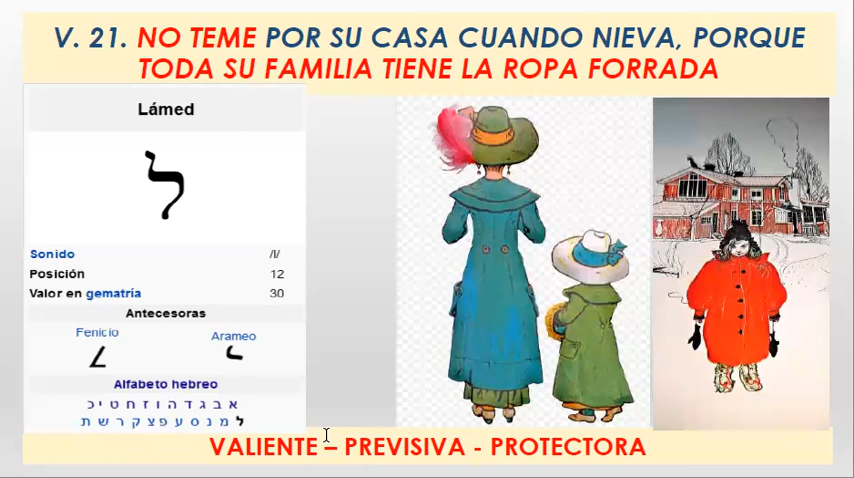 V. 21. NO TEME POR SU CASA CUANDO NIEVA, PORQUE
TODA SU FAMILIA TIENE LA ROPA FORRADA
Lámed
ל
Sonido /l/
Posición 12
Valor en gematría 30
Antecesoras
Fenicio Arameo
Alfabeto hebreo
א ב ג ד ה ו ז ח ט י כ
ל מ נ ס ע פ צ ק ר ש ת
VALIENTE – PREVISIVA - PROTECTORA